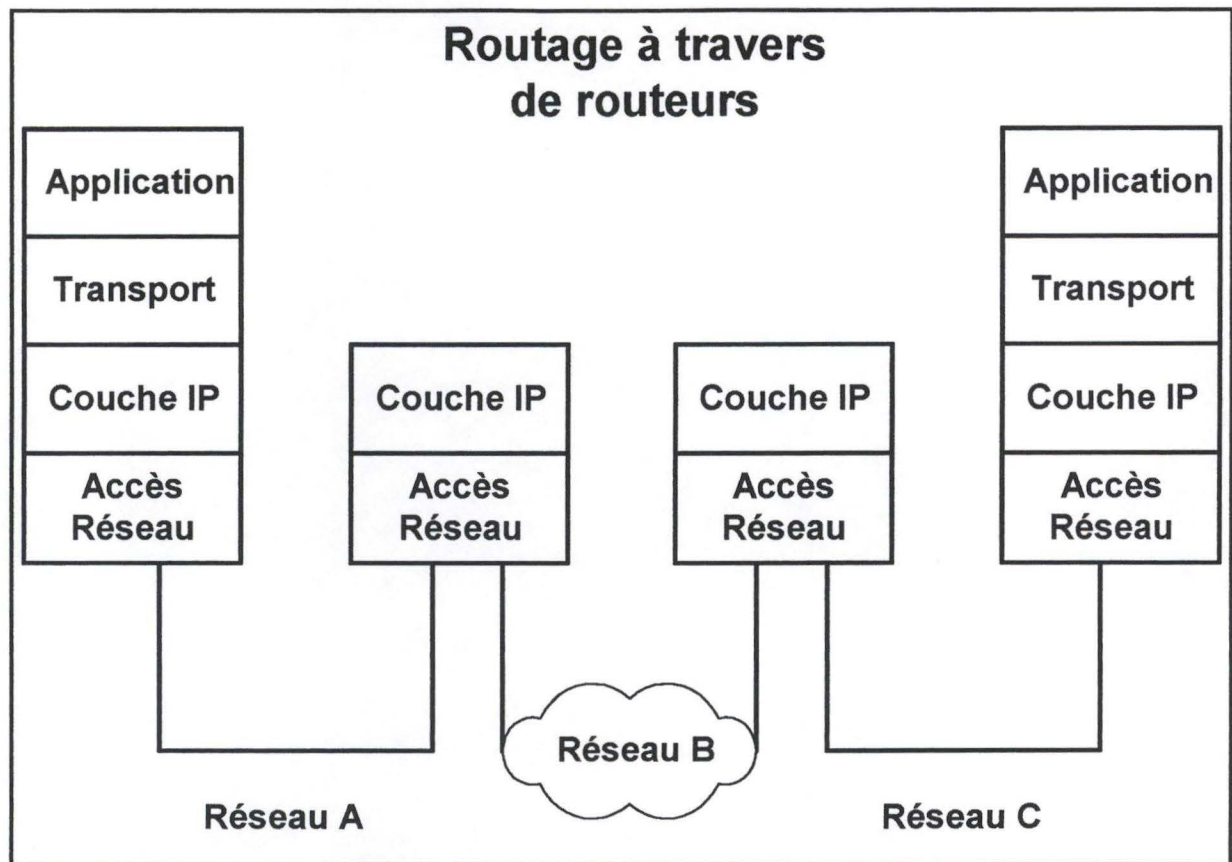 Routage à travers
de routeurs
Application
Application
Transport
Transport
Couche IP
Couche IP
Couche IP
Couche IP
Accès
Réseau
Accès
Réseau
Accès
Réseau
Accès
Réseau
Réseau B
Réseau A
Réseau C